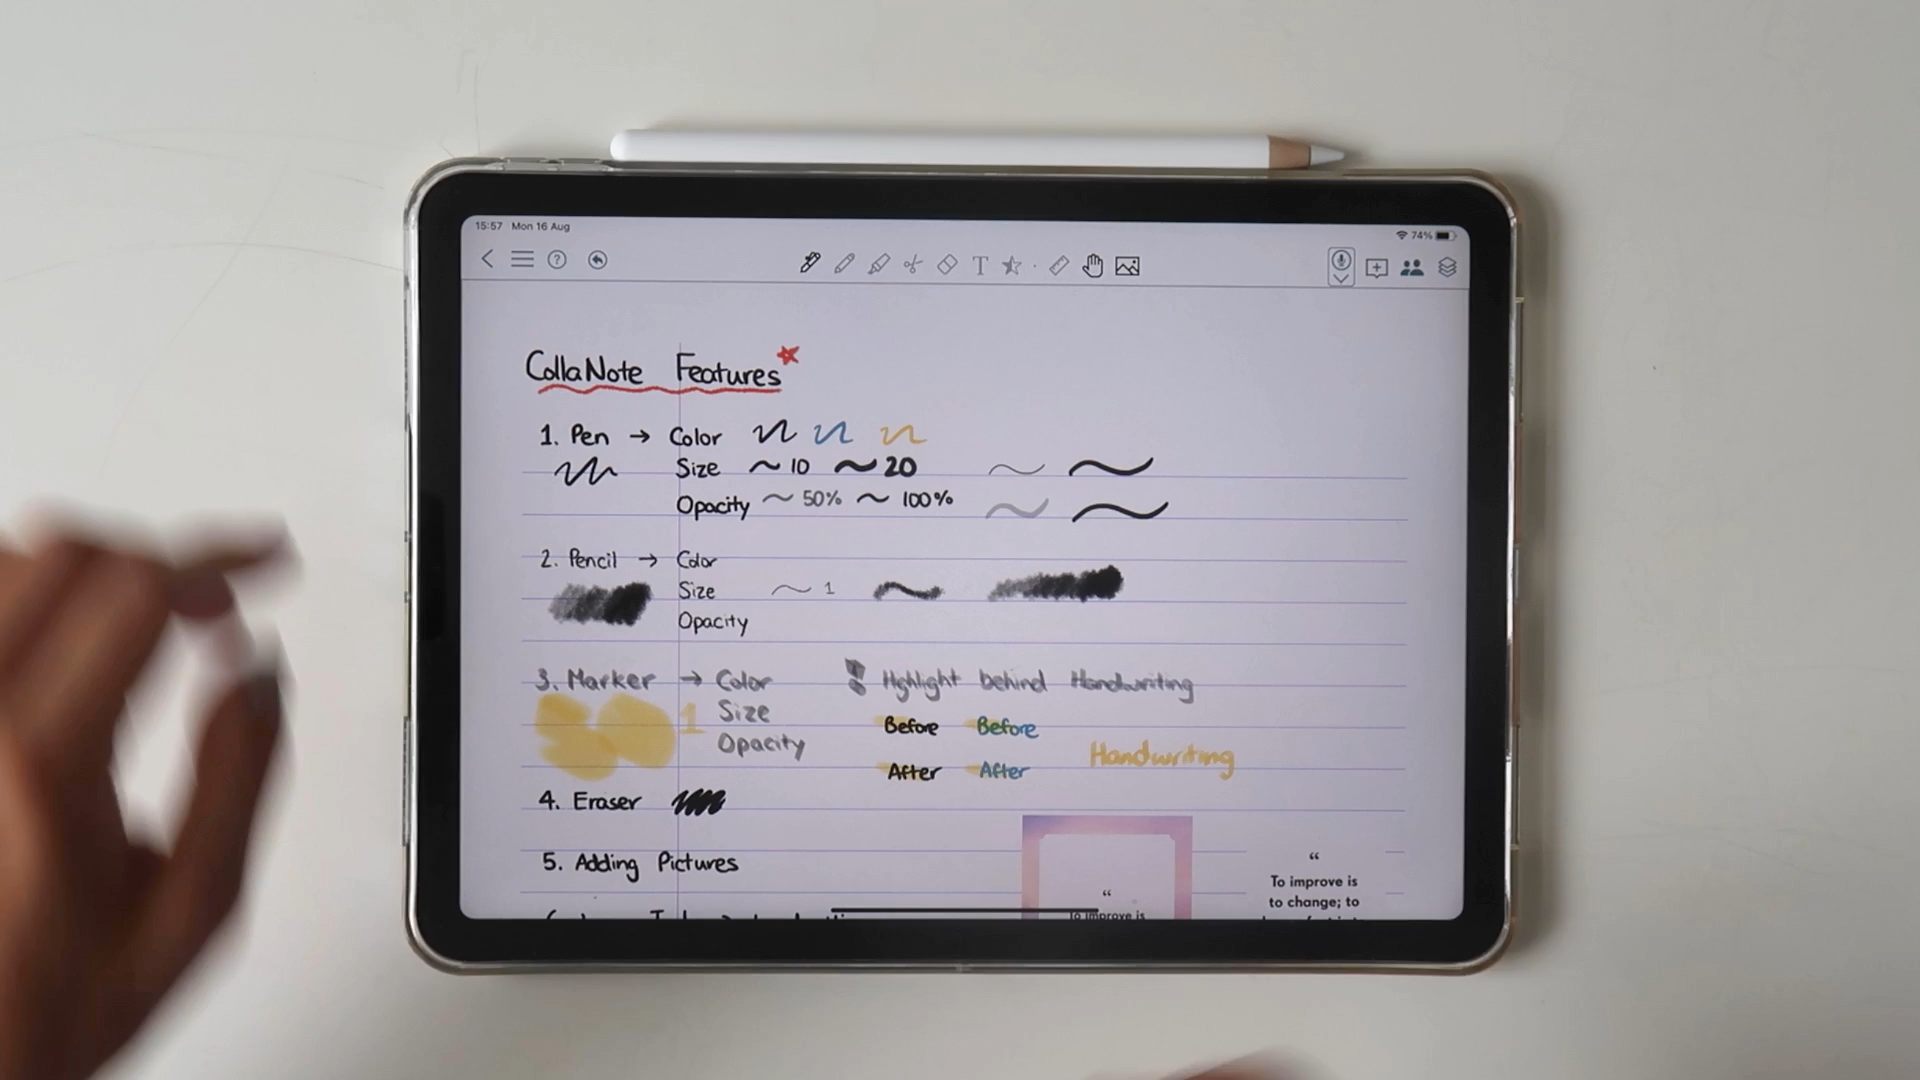 15:57 Mon 16 Aug
74%
T
CollaNote Features
1. Pen → Color
Size 10 20
Opacity 50% 100%
2. Pencil → Color
Size 1
Opacity
3. Marker → Color ! Hghlight behind Handwriting
1 Size
Opacity
Before Before
Handwriting
After After
4. Eraser
5. Adding Pictures
“
To improve is
“
To improve is
to change; to